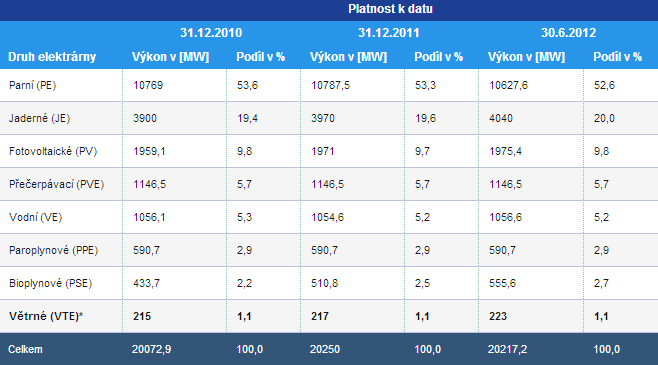 Platnost k datu
31.12.2010 31.12.2011 30.6.2012
Druh elektrárny Výkon v [MW] Podíl v % Výkon v [MW] Podíl v % Výkon v [MW] Podíl v %
Parní (PE) 10769 53,6 10787,5 53,3 10627,6 52,6
Jaderné (JE) 3900 19,4 3970 19,6 4040 20,0
Fotovoltaické (PV) 1959,1 9,8 1971 9,7 1975,4 9,8
Přečerpávací (PVE) 1146,5 5,7 1146,5 5,7 1146,5 5,7
Vodní (VE) 1056,1 5,3 1054,6 5,2 1056,6 5,2
Paroplynové (PPE) 590,7 2,9 590,7 2,9 590,7 2,9
Bioplynové (PSE) 433,7 2,2 510,8 2,5 555,6 2,7
Větrné (VTE)* 215 1,1 217 1,1 223 1,1
Celkem 20072,9 100,0 20250 100,0 20217,2 100,0